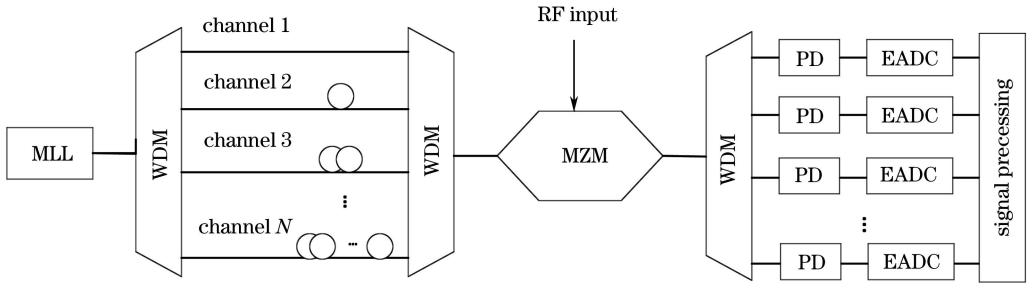 MLL
WDM
channel 1
channel 2
channel 3
⋮
channel N
···
WDM
RF input
MZM
WDM
PD
EADC
PD
EADC
PD
EADC
⋮
PD
EADC
signal precessing